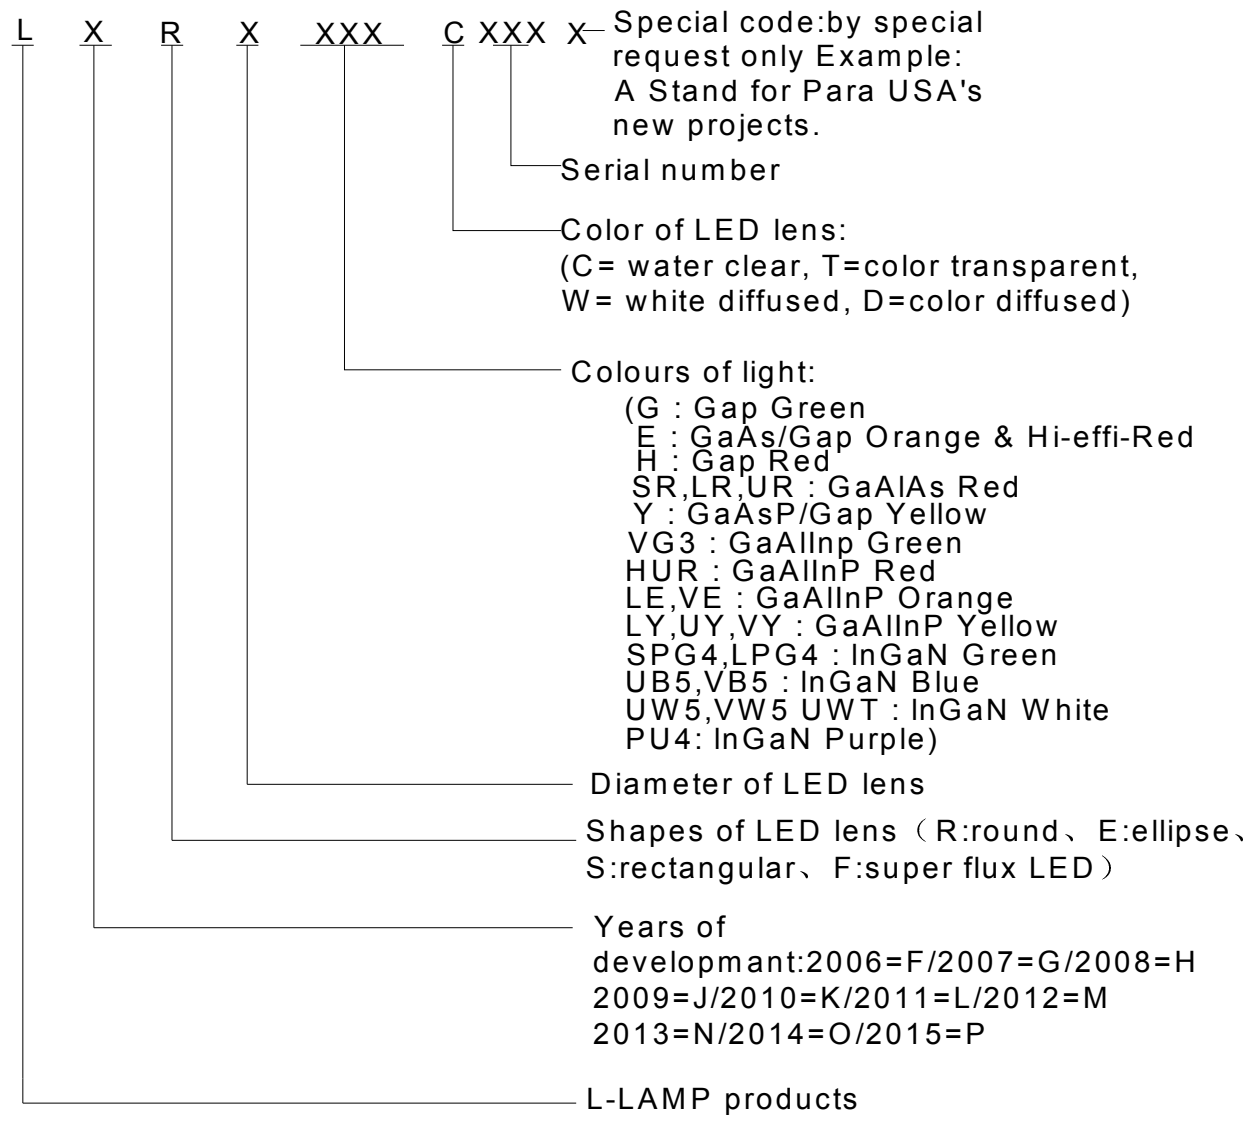 L X R X XXX C XXX X
Special code:by special
request only Example:
A Stand for Para USA's
new projects.
Serial number
Color of LED lens:
(C= water clear, T=color transparent,
W= white diffused, D=color diffused)
Colours of light:
(G : Gap Green
E : GaAs/Gap Orange & Hi-effi-Red
H : Gap Red
SR,LR,UR : GaAlAs Red
Y : GaAsP/Gap Yellow
VG3 : GaAlInp Green
HUR : GaAlInP Red
LE,VE : GaAlInP Orange
LY,UY,VY : GaAlInP Yellow
SPG4,LPG4 : InGaN Green
UB5,VB5 : InGaN Blue
UW5,VW5 UWT : InGaN White
PU4: InGaN Purple)
Diameter of LED lens
Shapes of LED lens（R:round、E:ellipse、
S:rectangular、F:super flux LED）
Years of
developmant:2006=F/2007=G/2008=H
2009=J/2010=K/2011=L/2012=M
2013=N/2014=O/2015=P
L-LAMP products